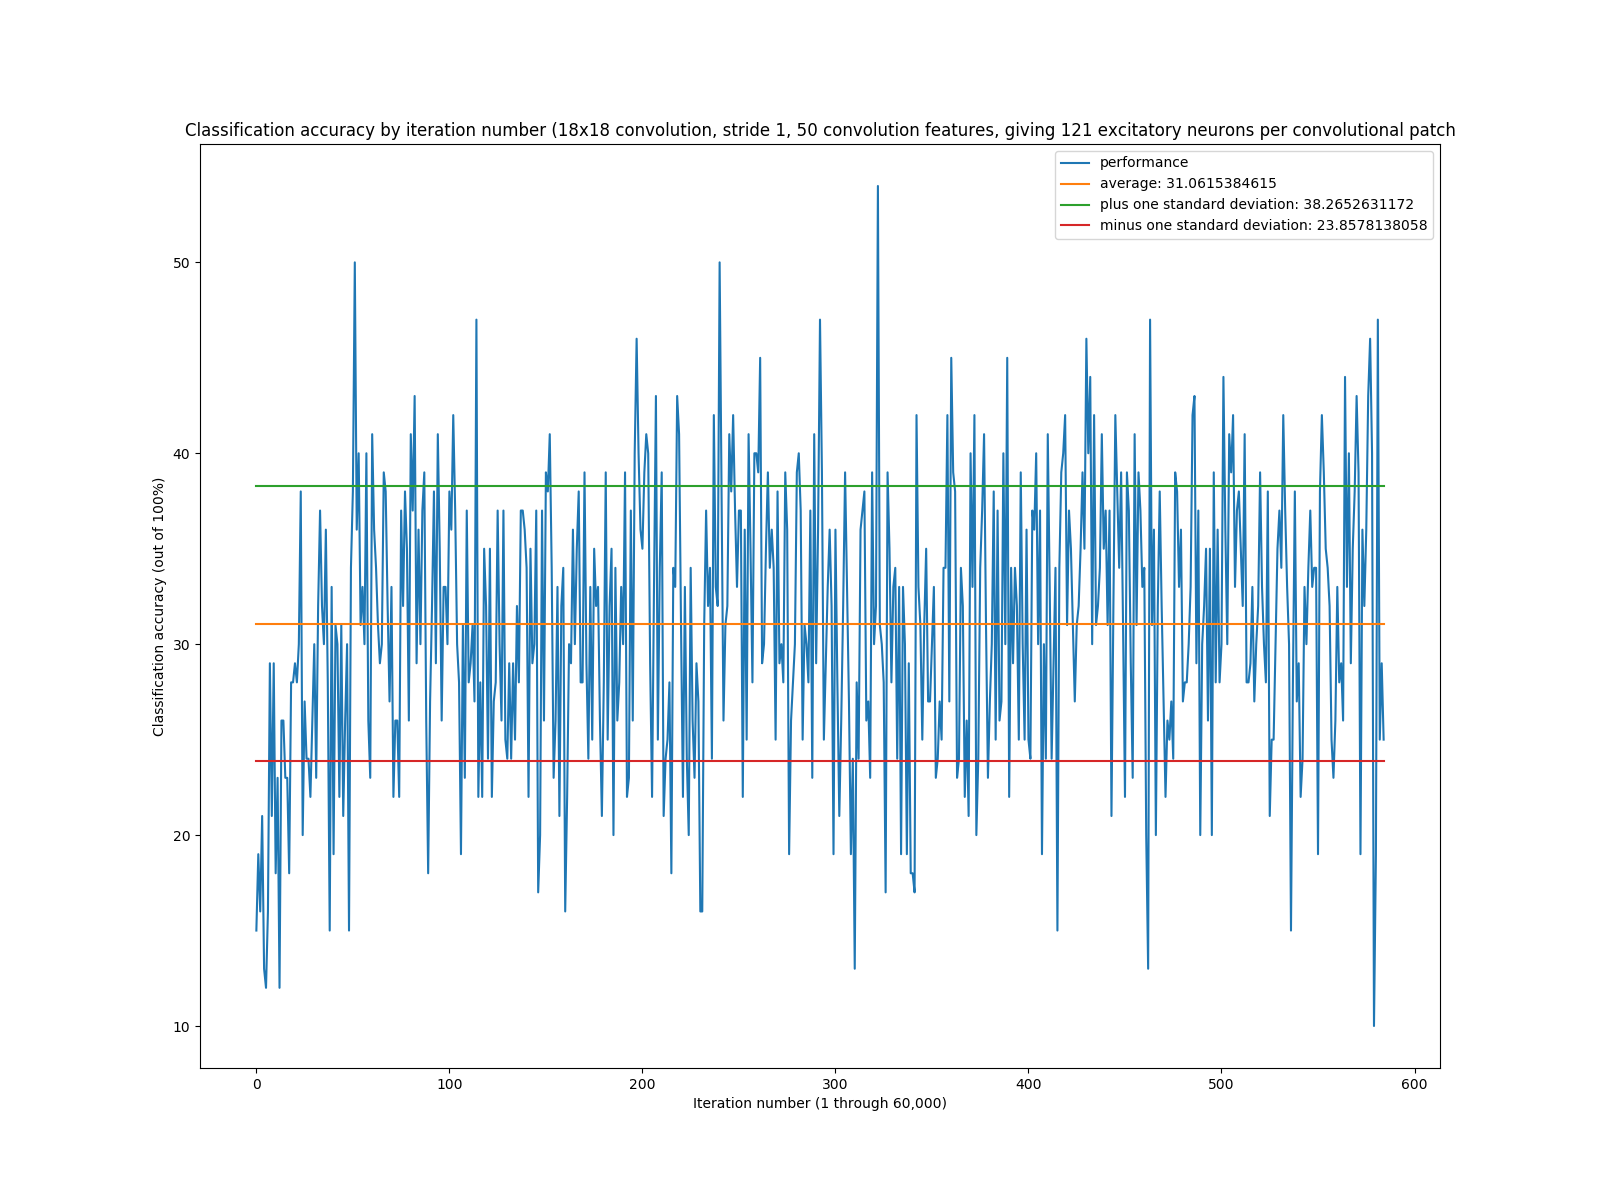 Classification accuracy by iteration number (18x18 convolution, stride 1, 50 convolution features, giving 121 excitatory neurons per convolutional patch
performance
average: 31.0615384615
plus one standard deviation: 38.2652631172
minus one standard deviation: 23.8578138058
Classification accuracy (out of 100%)
50
40
30
20
10
0 100 200 300 400 500 600
Iteration number (1 through 60,000)